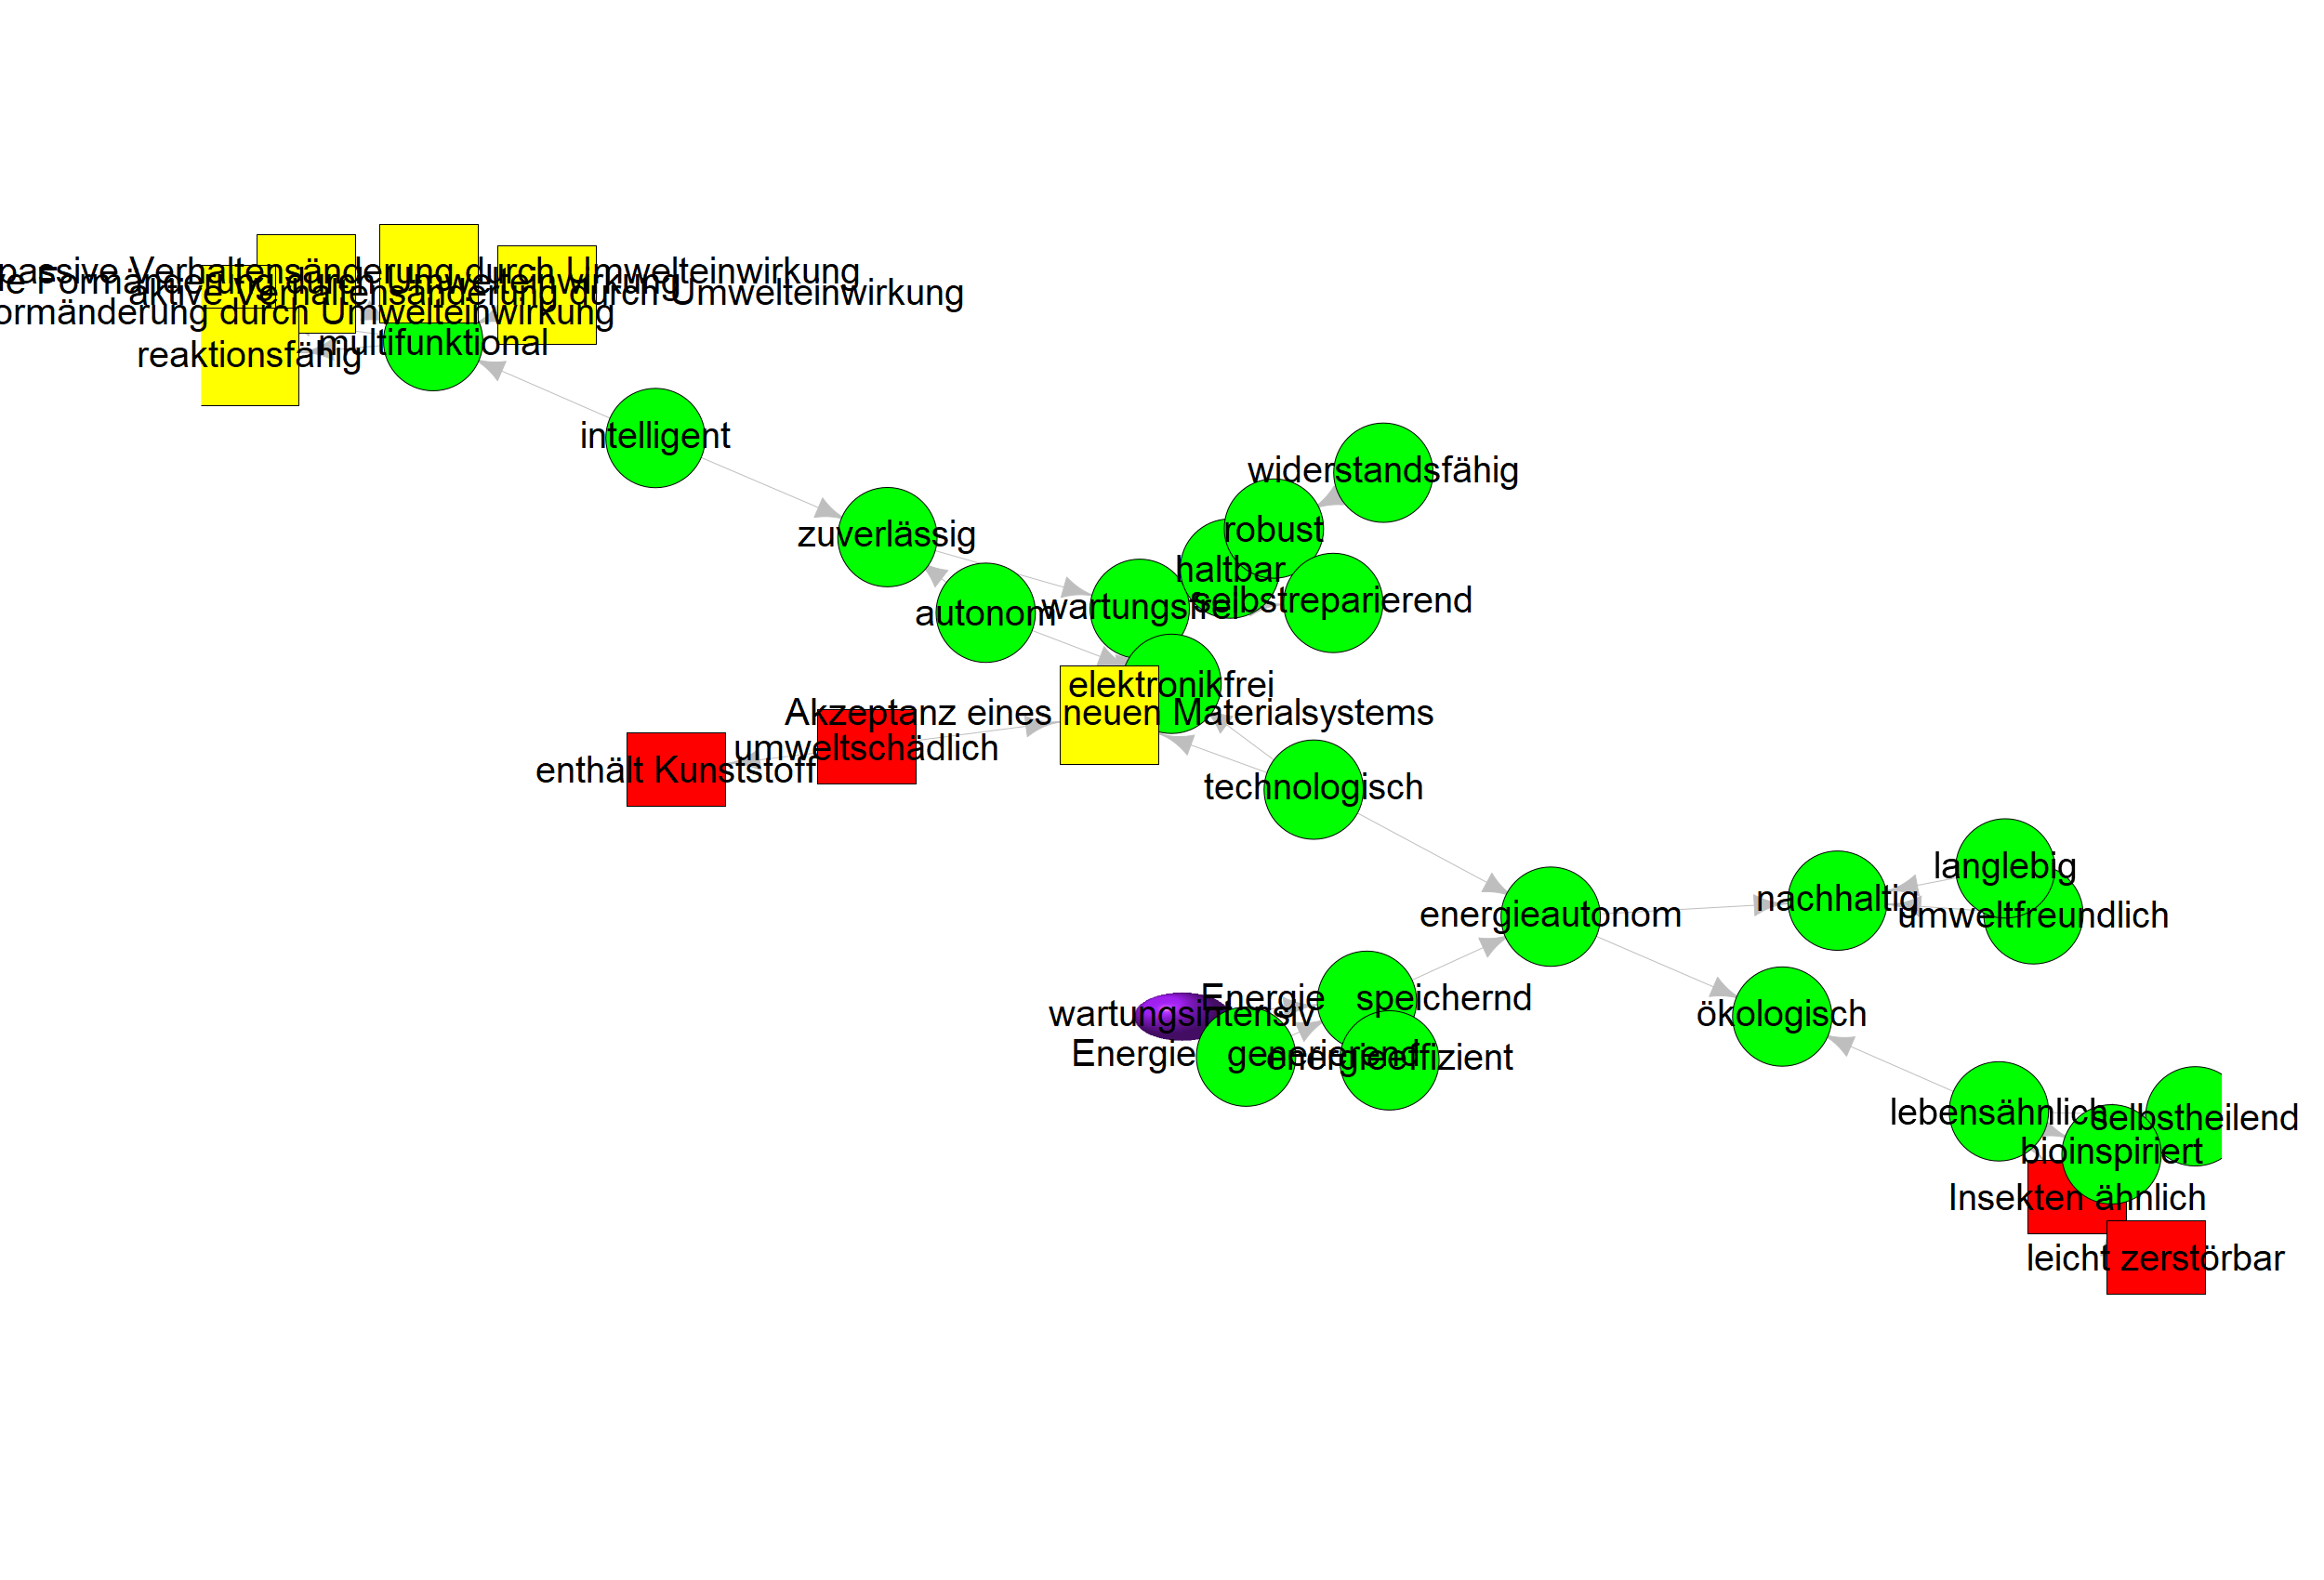 passive Verhaltensänderung durch Umwelteinwirkung
e Formänderung durch Umwelteinwirkung
aktive Verhaltensänderung durch Umwelteinwirkung
ormänderung durch Umwelteinwirkung
multifunktional
reaktionsfähig
intelligent
widerstandsfähig
robust
zuverlässig
haltbar
selbstreparierend
wartungsfrei
autonom
elektronikfrei
Akzeptanz eines neuen Materialsystems
umweltschädlich
enthält Kunststoff
technologisch
langlebig
nachhaltig
umweltfreundlich
energieautonom
Energie speichernd
wartungsintensiv
ökologisch
Energie generierend
energieeffizient
lebensähnlich
selbstheilend
bioinspiriert
Insekten ähnlich
leicht zerstörbar